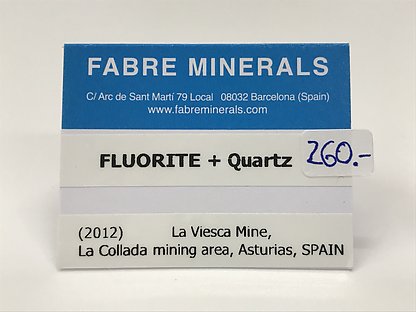 FABRE MINERALS
C/ Arc de Sant Martí 79 Local 08032 Barcelona (Spain)
www.fabreminerals.com
FLUORITE + Quartz 260.-
(2012) La Viesca Mine,
La Collada mining area, Asturias, SPAIN